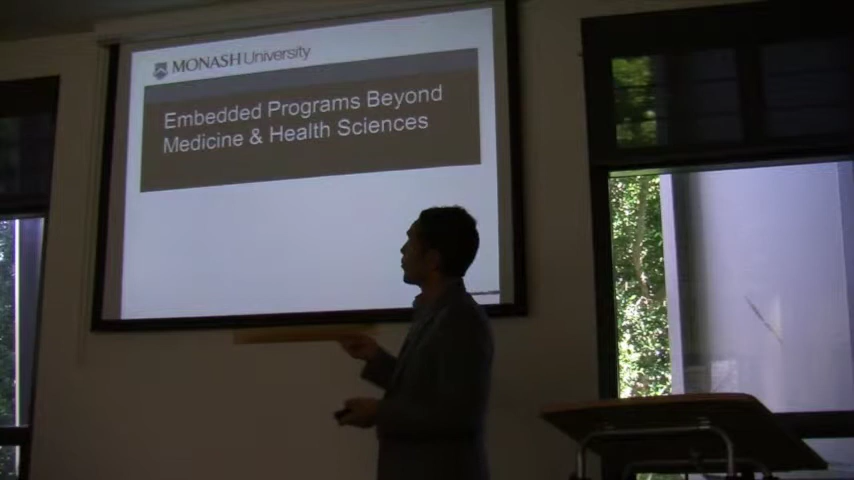 MONASH University
Embedded Programs Beyond
Medicine & Health Sciences